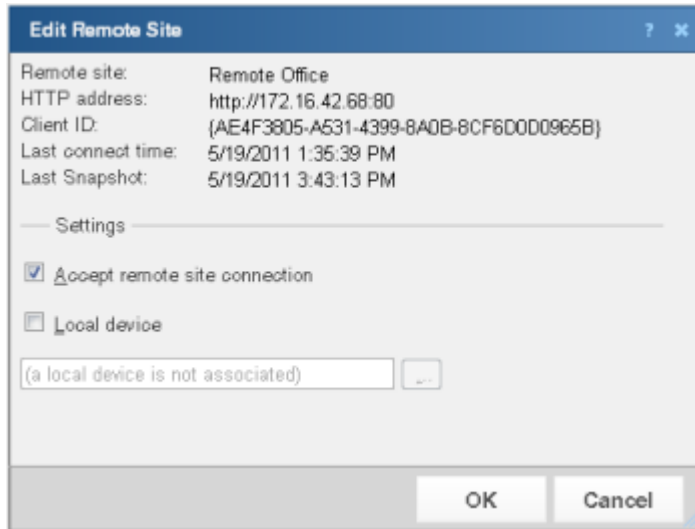 Edit Remote Site ? ×
Remote site: Remote Office
HTTP address: http://172.16.42.68:80
Client ID: {AE4F3805-A531-4399-8A0B-8CF6D0D0965B}
Last connect time: 5/19/2011 1:35:39 PM
Last Snapshot: 5/19/2011 3:43:13 PM
Settings
Accept remote site connection
Local device
(a local device is not associated) ...
OK Cancel